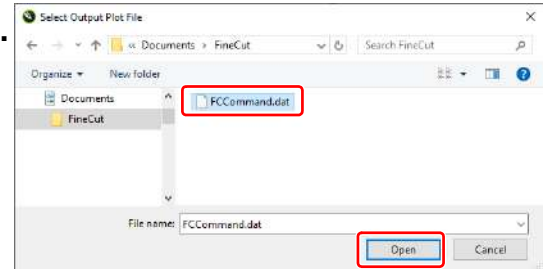 Select Output Plot File
« Documents > FineCut
Search FineCut
Organize
New folder
Documents
FineCut
FCCommand.dat
File name: FCCommand.dat
Open
Cancel